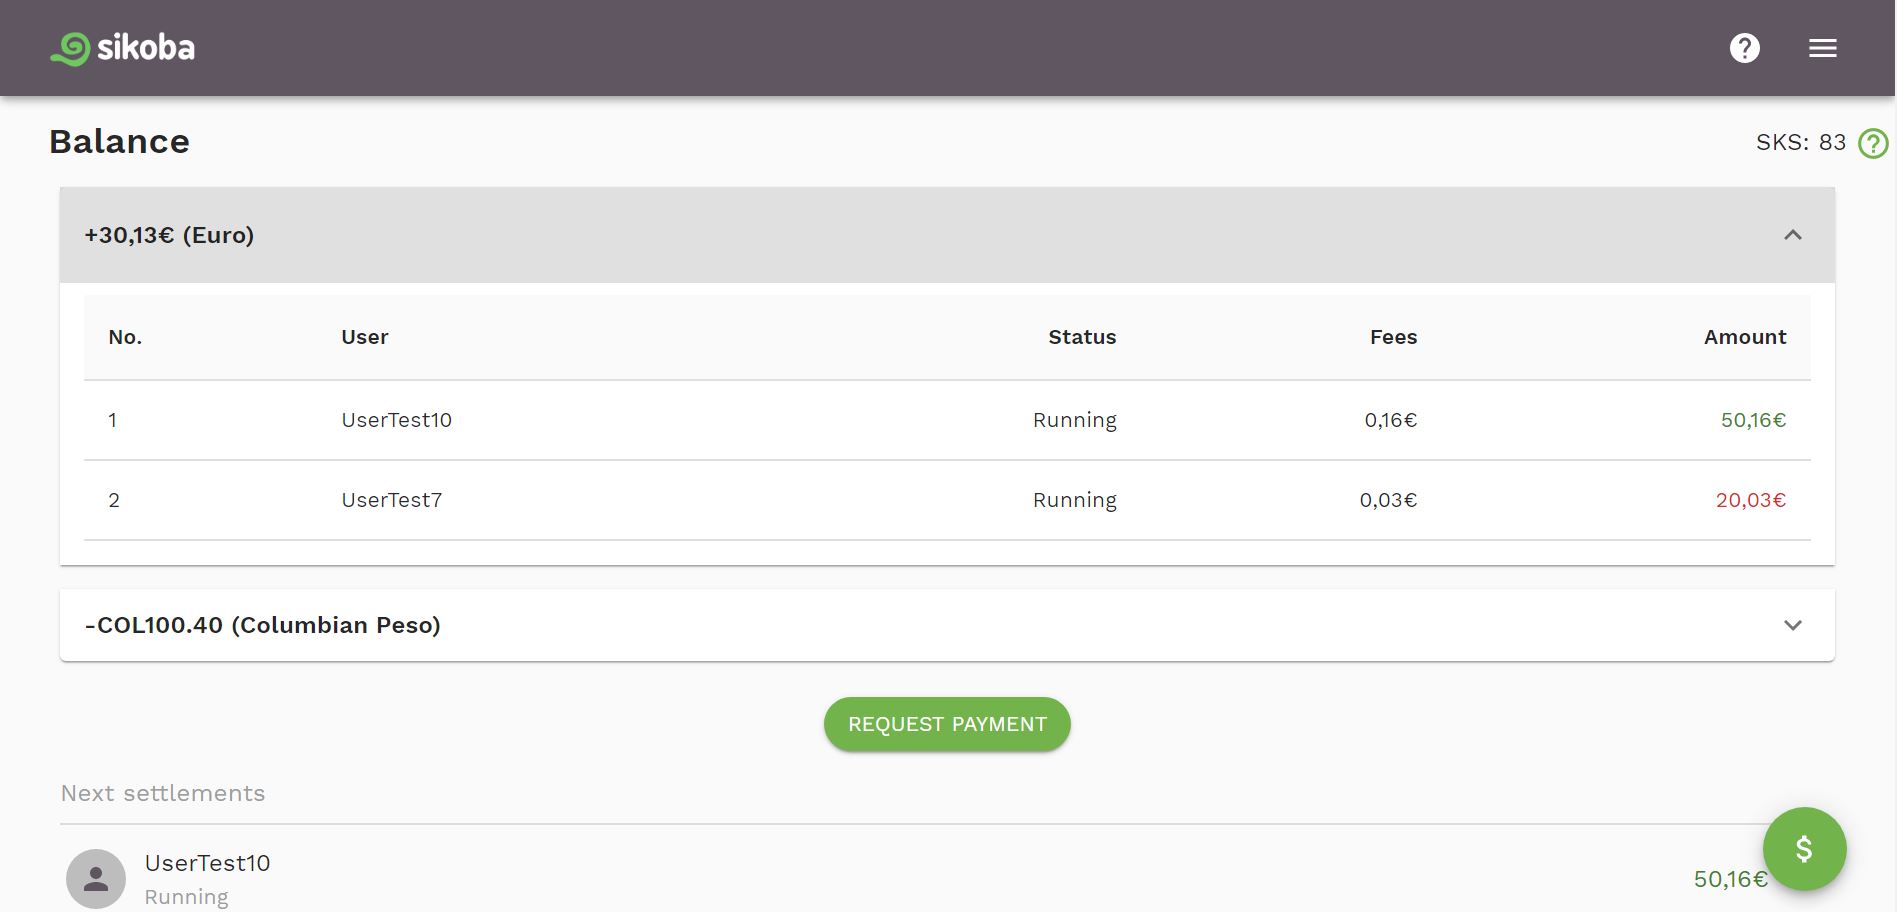 sikoba
?
Balance
SKS: 83 ?
+30,13€ (Euro)
No. User Status Fees Amount
1 UserTest10 Running 0,16€ 50,16€
2 UserTest7 Running 0,03€ 20,03€
-COL100.40 (Columbian Peso)
REQUEST PAYMENT
Next settlements
UserTest10
Running
50,16€
$